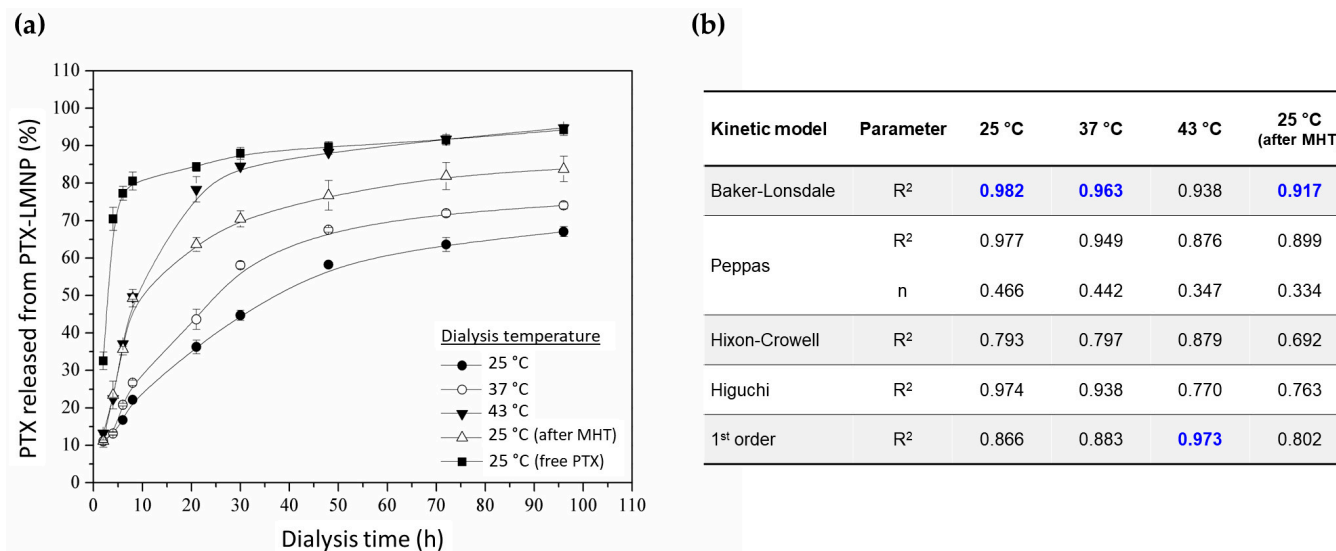 (a)
PTX released from PTX-LMNP (%)
110
100
90
80
70
60
50
40
30
20
10
0
0 10 20 30 40 50 60 70 80 90 100 110
Dialysis time (h)
Dialysis temperature
25 °C
37 °C
43 °C
25 °C (after MHT)
25 °C (free PTX)
(b)
Kinetic model Parameter 25 °C 37 °C 43 °C 25 °C
(after MHT)
Baker-Lonsdale R² 0.982 0.963 0.938 0.917
Peppas R² 0.977 0.949 0.876 0.899
n 0.466 0.442 0.347 0.334
Hixon-Crowell R² 0.793 0.797 0.879 0.692
Higuchi R² 0.974 0.938 0.770 0.763
1st order R² 0.866 0.883 0.973 0.802